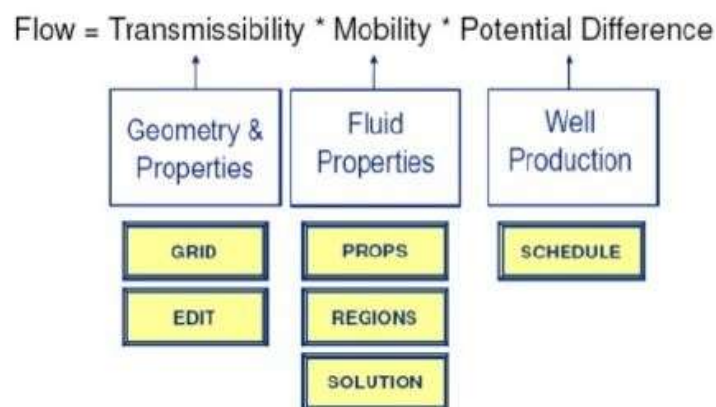 Flow = Transmissibility * Mobility * Potential Difference
Geometry &
Properties
Fluid
Properties
Well
Production
GRID
PROPS
SCHEDULE
EDIT
REGIONS
SOLUTION